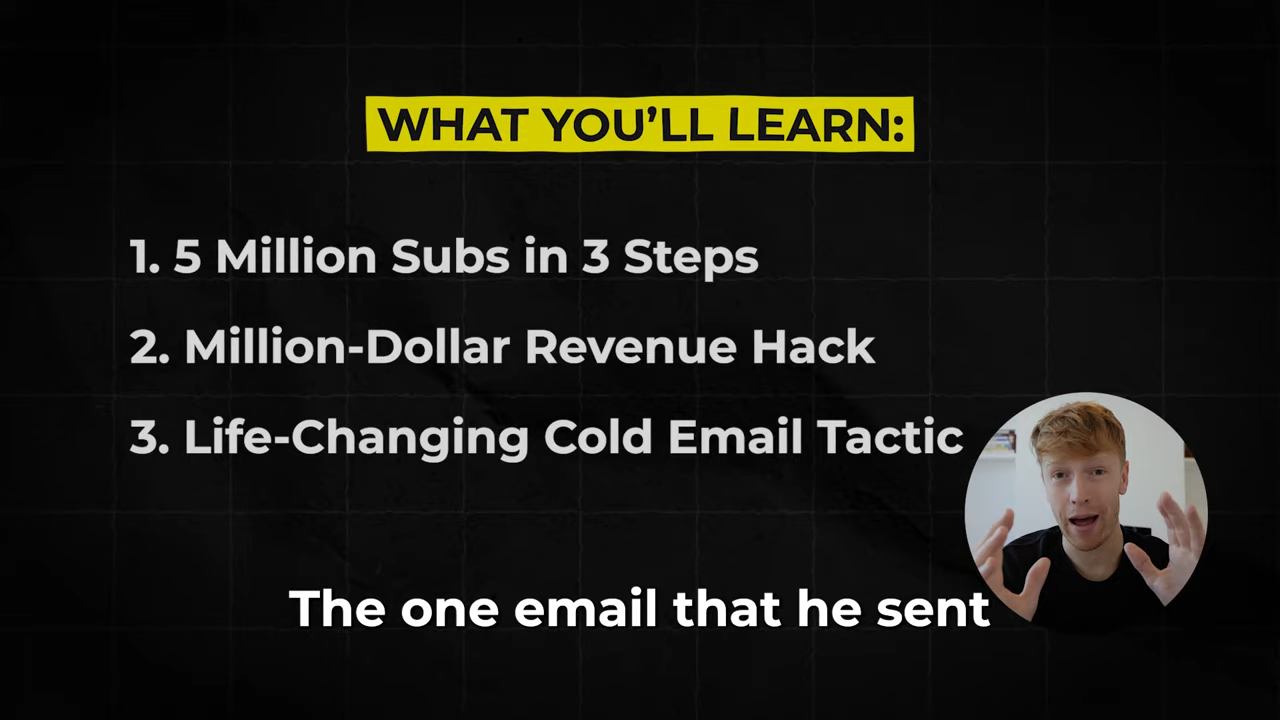 WHAT YOU’LL LEARN:
1. 5 Million Subs in 3 Steps
2. Million-Dollar Revenue Hack
3. Life-Changing Cold Email Tactic
The one email that he sent